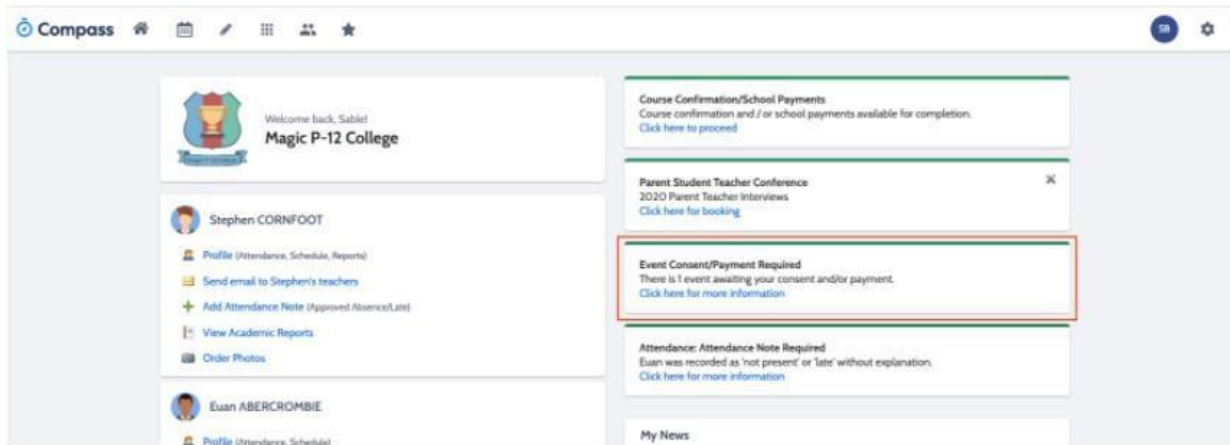 Compass
SB
Welcome back, Sable!
Magic P-12 College
Stephen CORNFOOT
Profile (Attendance, Schedule, Reports)
Send email to Stephen's teachers
Add Attendance Note (Approved Absence/Late)
View Academic Reports
Order Photos
Euan ABERCROMBIE
Profile (Attendance, Schedule)
Course Confirmation/School Payments
Course confirmation and / or school payments available for completion.
Click here to proceed
Parent Student Teacher Conference
2020 Parent Teacher Interviews
Click here for booking
Event Consent/Payment Required
There is 1 event awaiting your consent and/or payment.
Click here for more information
Attendance: Attendance Note Required
Euan was recorded as 'not present' or 'late' without explanation.
Click here for more information
My News